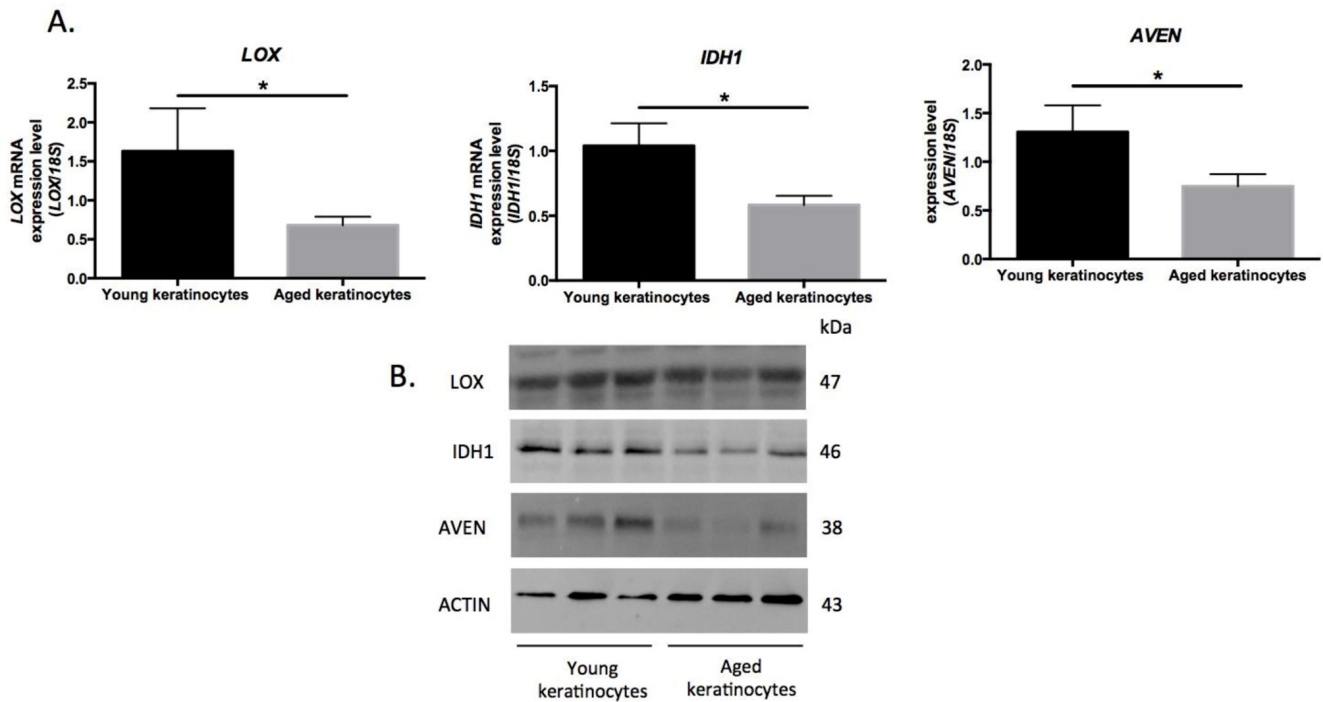 A.
LOX
LOX mRNA
expression level
(LOX/18S)
2.5
2.0
1.5
1.0
0.5
0.0
*
Young keratinocytes
Aged keratinocytes
IDH1
IDH1 mRNA
expression level
(IDH1/18S)
1.5
1.0
0.5
0.0
*
Young keratinocytes
Aged keratinocytes
AVEN
expression level
(AVEN/18S)
2.0
1.5
1.0
0.5
0.0
*
Young keratinocytes
Aged keratinocytes
B.
kDa
LOX 47
IDH1 46
AVEN 38
ACTIN 43
Young
keratinocytes
Aged
keratinocytes